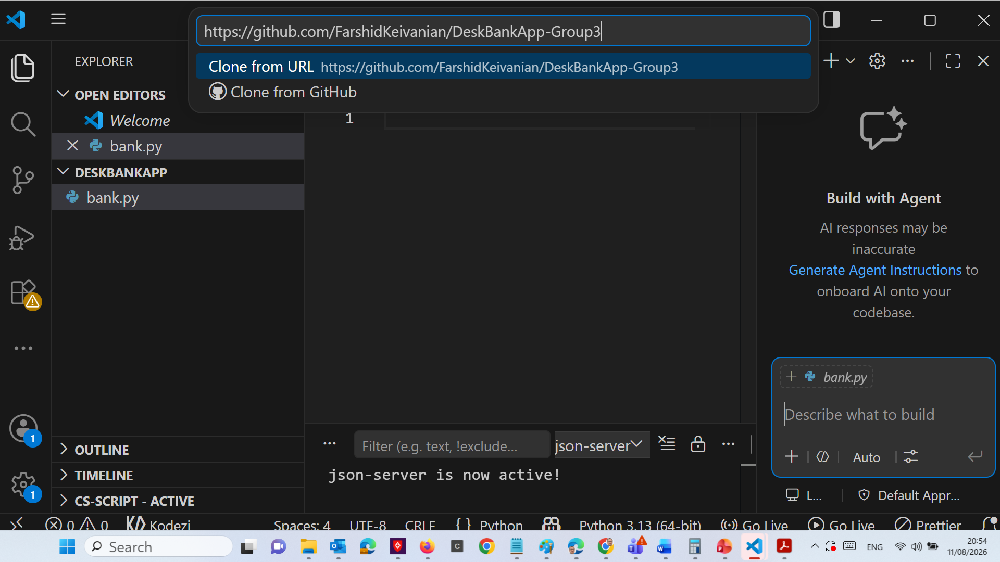 https://github.com/FarshidKeivanian/DeskBankApp-Group3
Clone from URL https://github.com/FarshidKeivanian/DeskBankApp-Group3
Clone from GitHub
EXPLORER
OPEN EDITORS
Welcome
bank.py
DESKBANKAPP
bank.py
OUTLINE
TIMELINE
CS-SCRIPT - ACTIVE
1
1
1
Filter (e.g. text, !exclude...
json-server
json-server is now active!
Build with Agent
AI responses may be
inaccurate
Generate Agent Instructions to
onboard AI onto your
codebase.
bank.py
Describe what to build
Auto
L...
Default Appr...
0 0 Kodezi Spaces: 4 UTF-8 CRLF { } Python Python 3.13 (64-bit) Go Live Go Live Prettier
Search
ENG
20:54
11/08/2026